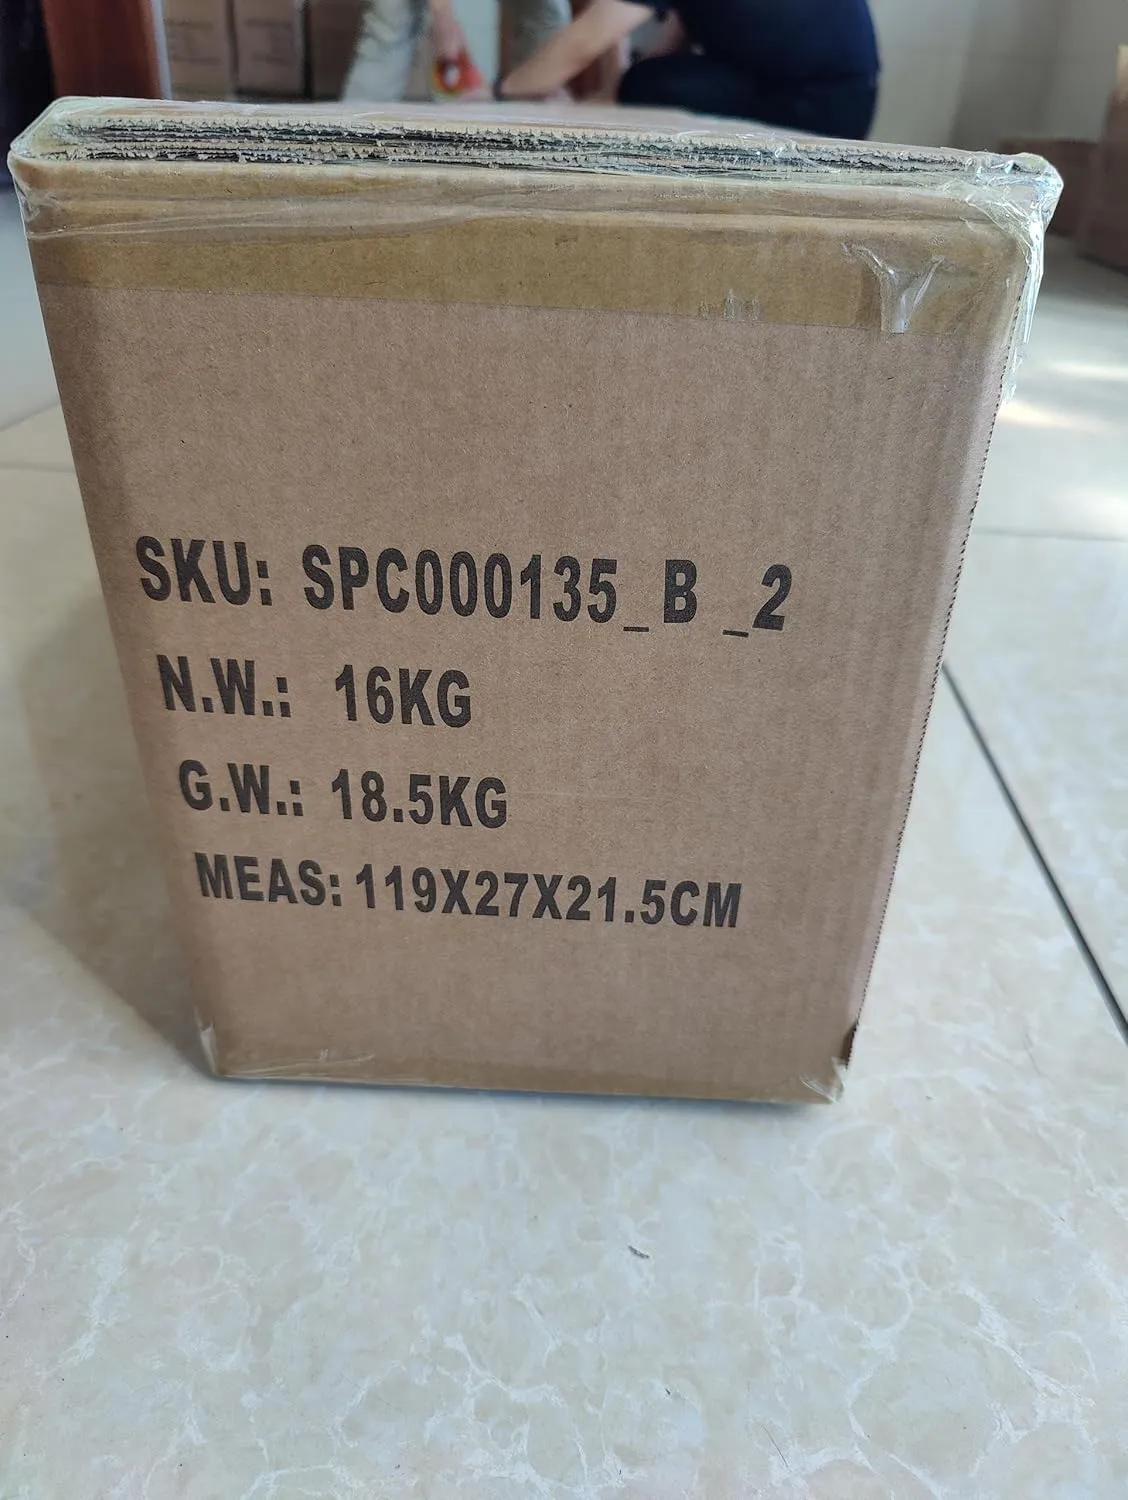 SKU: SPC000135_B _2
N.W.: 16KG
G.W.: 18.5KG
MEAS: 119X27X21.5CM